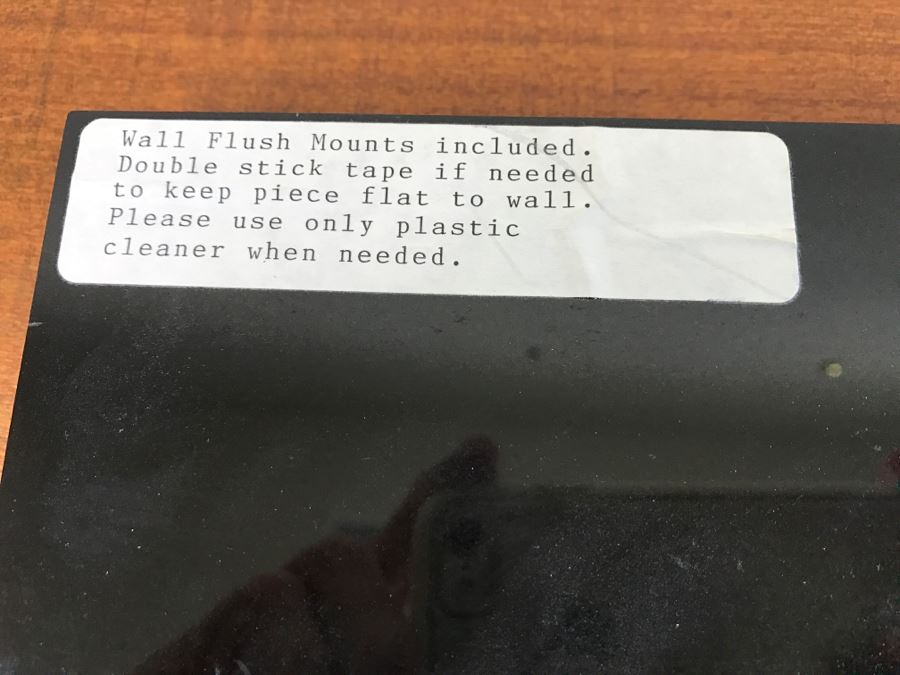 Wall Flush Mounts included.
Double stick tape if needed
to keep piece flat to wall.
Please use only plastic
cleaner when needed.